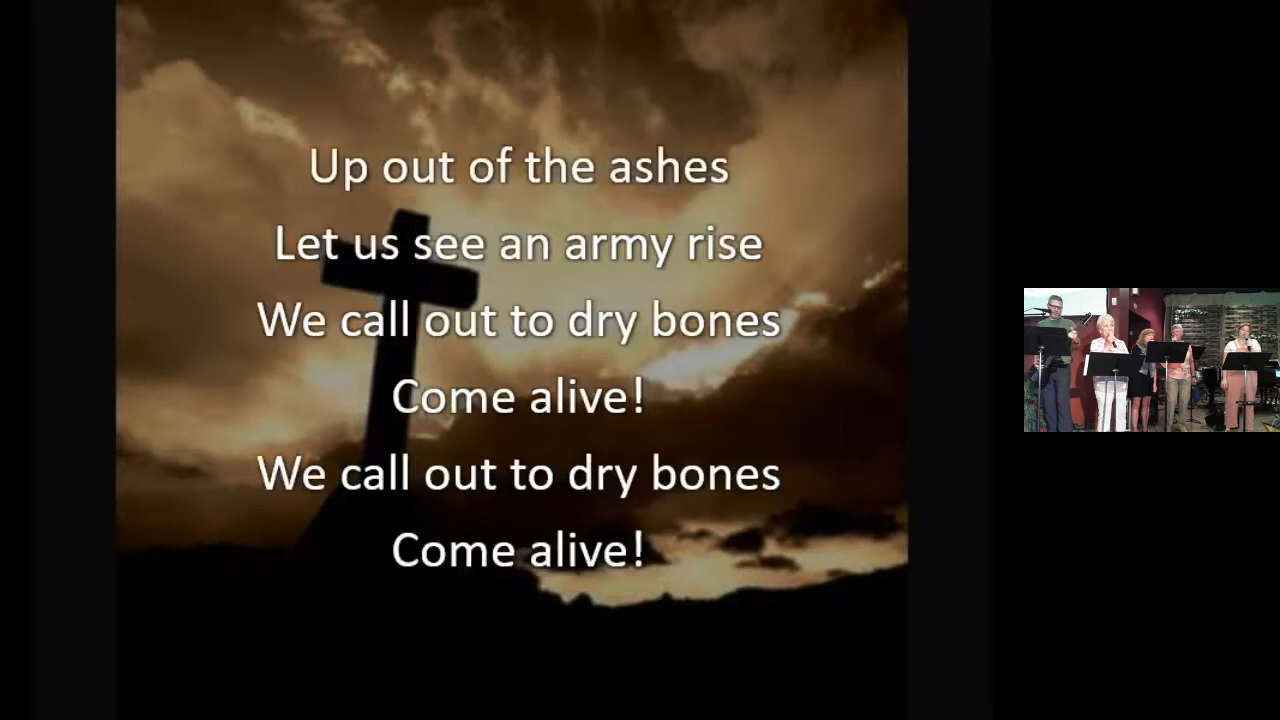 Up out of the ashes
Let us see an army rise
We call out to dry bones
Come alive!
We call out to dry bones
Come alive!